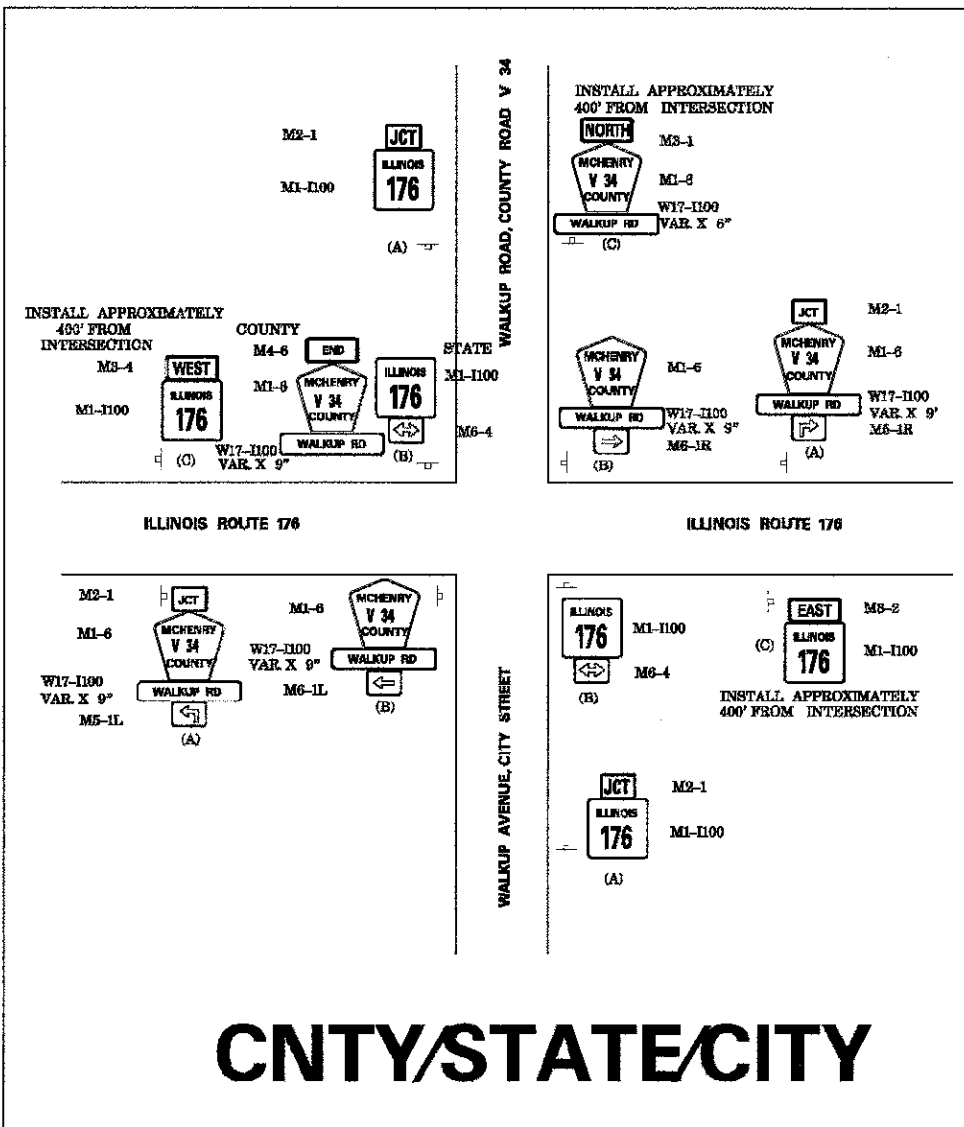 WALKUP ROAD, COUNTY ROAD V 34
M2-1
JCT
ILLINOIS
176
M1-I100
(A)
INSTALL APPROXIMATELY
400' FROM INTERSECTION
NORTH
M3-1
MCHENRY
V 34
COUNTY
M1-6
W17-I100
VAR. X 6"
WALKUP RD
(C)
INSTALL APPROXIMATELY
400' FROM
INTERSECTION
M3-4
WEST
ILLINOIS
176
M1-I100
(C)
COUNTY
M4-6
END
M1-6
MCHENRY
V 34
COUNTY
WALKUP RD
W17-I100
VAR. X 9"
STATE
ILLINOIS
176
M1-I100
M6-4
(B)
MCHENRY
V 34
COUNTY
M1-6
WALKUP RD
W17-I100
VAR. X 9"
M6-1R
(B)
JCT
M2-1
MCHENRY
V 34
COUNTY
M1-6
WALKUP RD
W17-I100
VAR. X 9'
M5-1R
(A)
ILLINOIS ROUTE 176
ILLINOIS ROUTE 176
M2-1
JCT
M1-6
MCHENRY
V 34
COUNTY
W17-I100
VAR. X 9"
WALKUP RD
M5-1L
(A)
M1-6
MCHENRY
V 34
COUNTY
W17-I100
VAR. X 9"
WALKUP RD
M6-1L
(B)
WALKUP AVENUE, CITY STREET
ILLINOIS
176
M1-I100
M6-4
(B)
EAST
M3-2
(C)
ILLINOIS
176
M1-I100
INSTALL APPROXIMATELY
400' FROM INTERSECTION
JCT
M2-1
ILLINOIS
176
M1-I100
(A)
CNTY/STATE/CITY